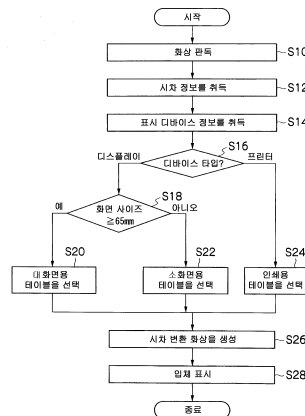 시작
화상 판독
S10
시차 정보를 취득
S12
표시 디바이스 정보를 취득
S14
디바이스 타입?
S16
디스플레이
프린터
화면 사이즈
≧65mm
S18
예
아니오
대화면용
테이블을 선택
S20
소화면용
테이블을 선택
S22
인쇄용
테이블을 선택
S24
시차 변환 화상을 생성
S26
입체 표시
S28
종료